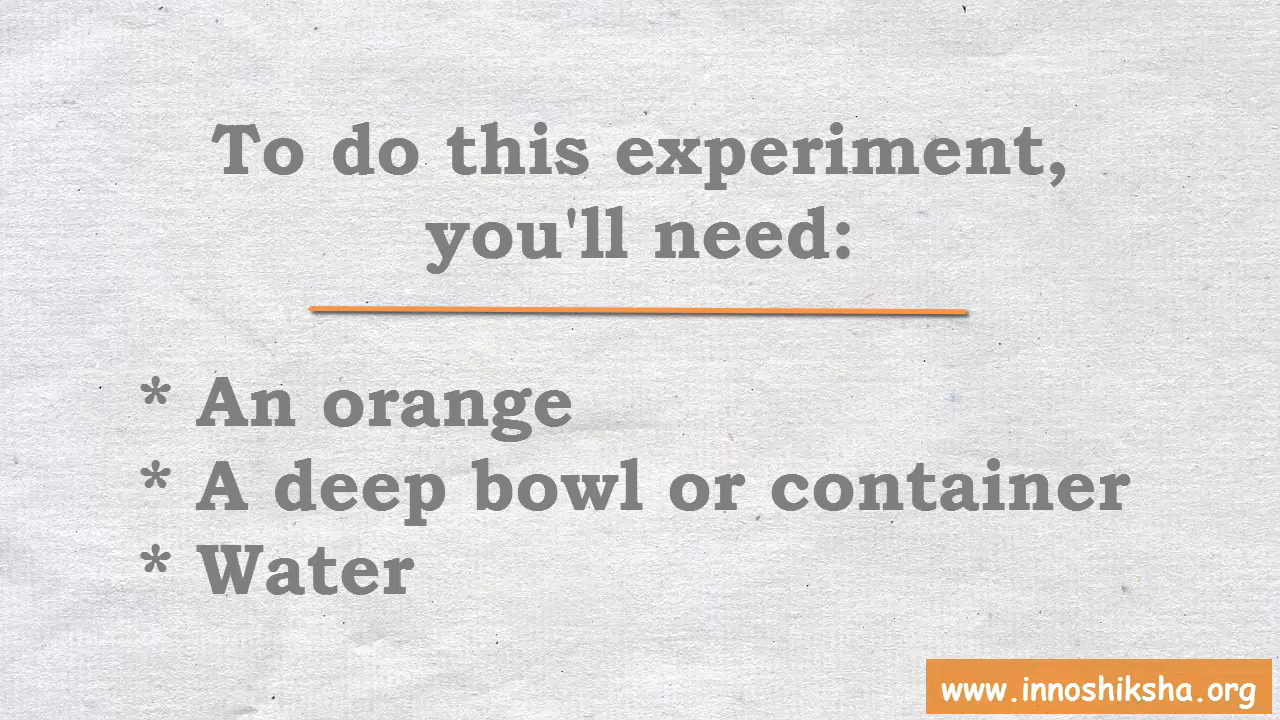 To do this experiment,
you'll need:
* An orange
* A deep bowl or container
* Water
www.innoshiksha.org